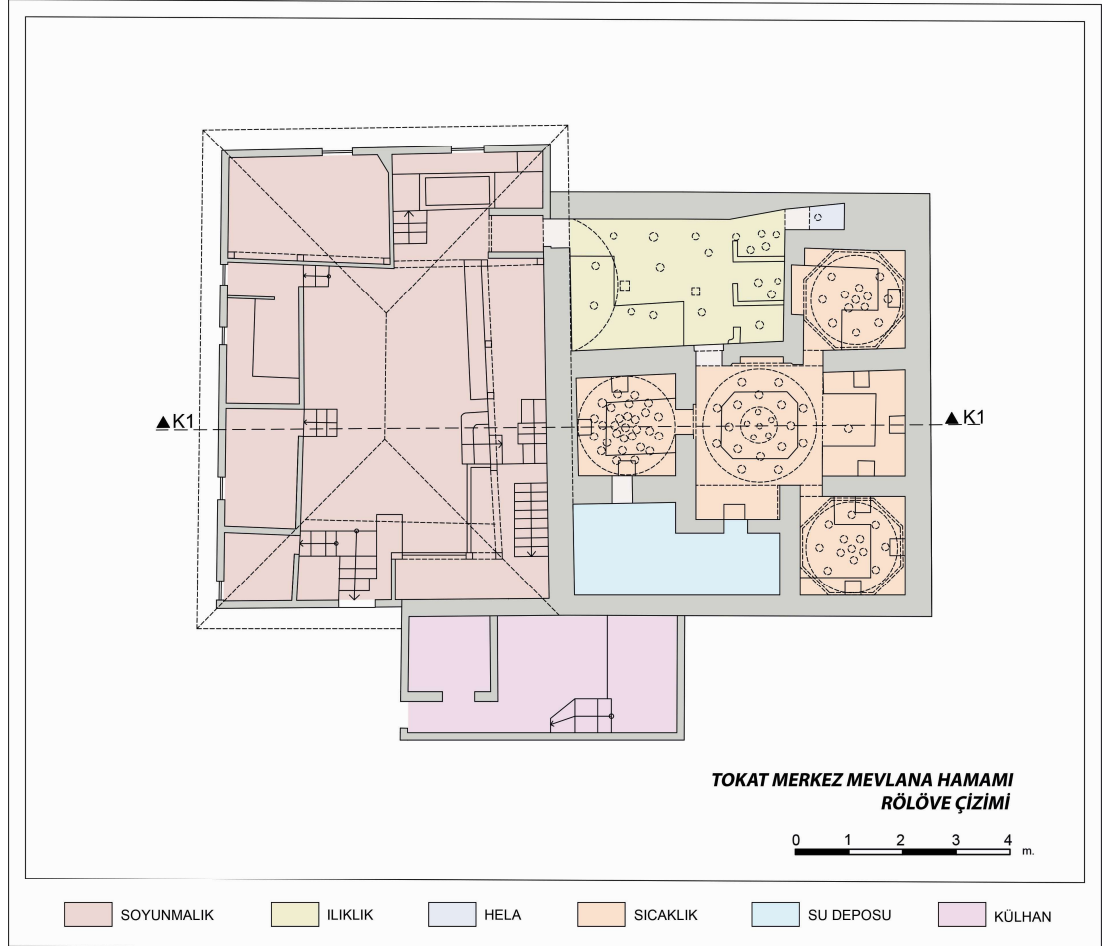 ▲K1
▲K1
TOKAT MERKEZ MEVLANA HAMAMI
RÖLÖVE ÇİZİMİ
0 1 2 3 4
m.
SOYUNMALIK ILIKLIK HELA SICAKLIK SU DEPOSU KÜLHAN